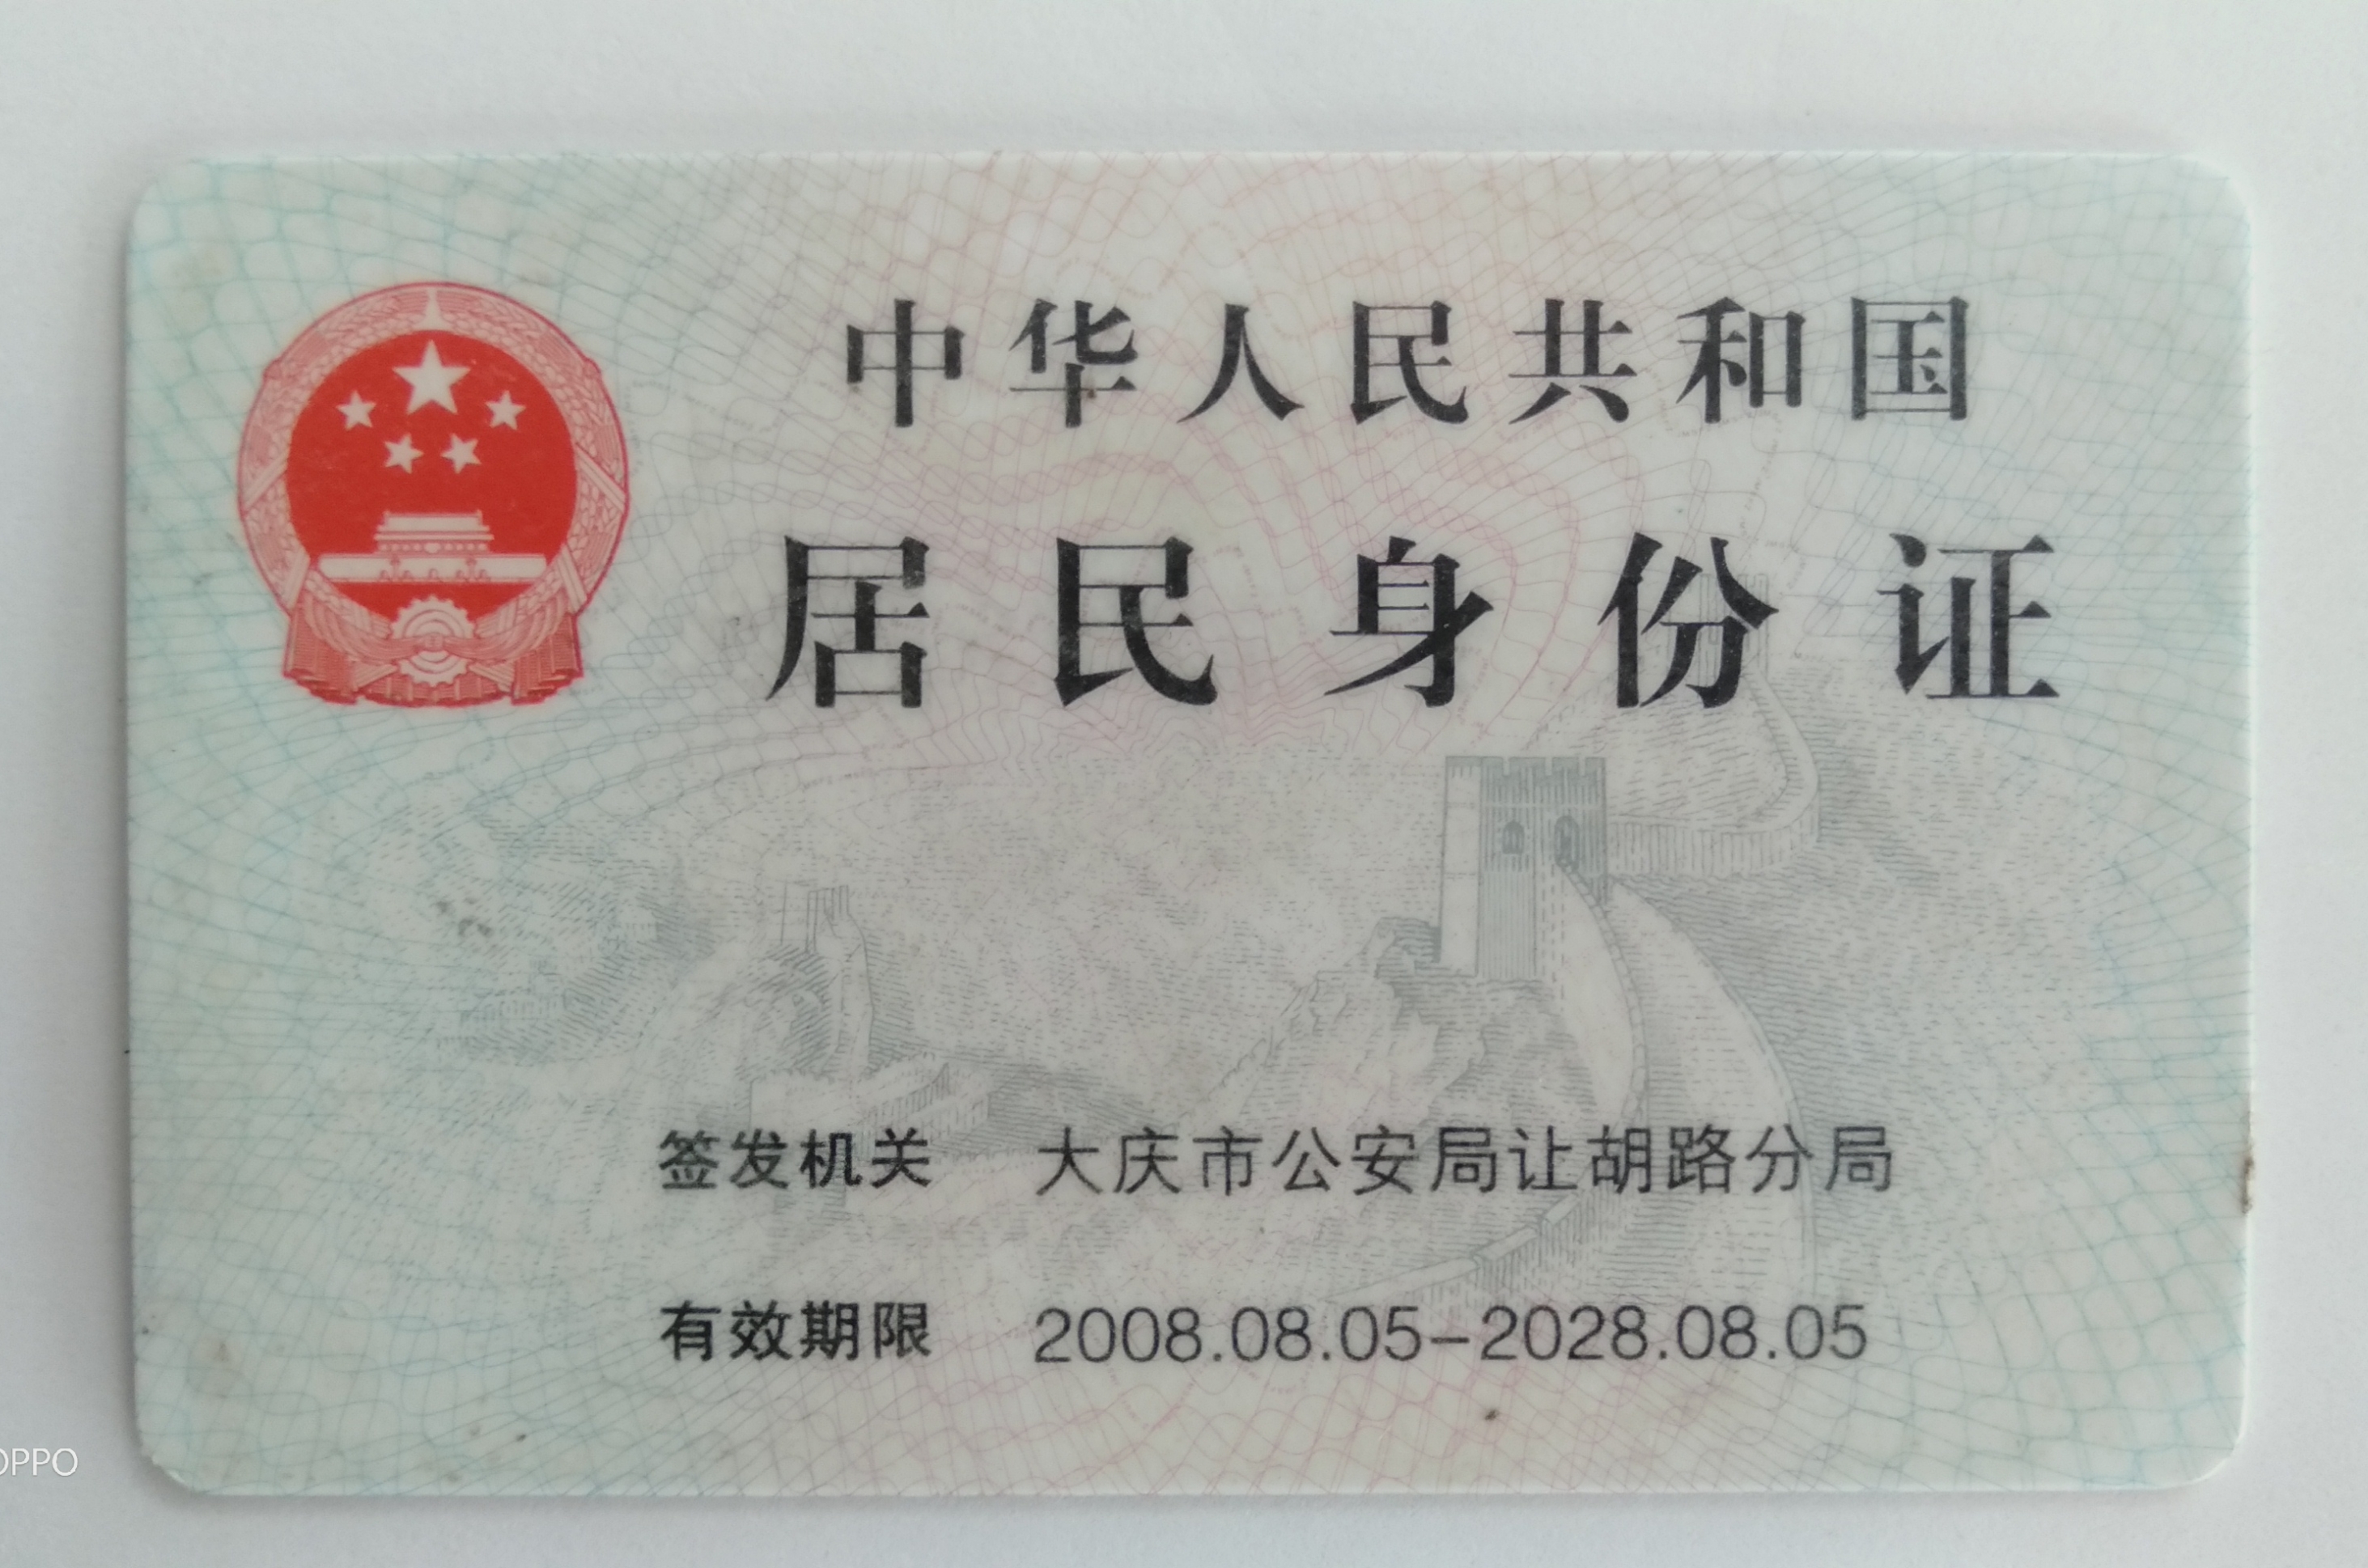 中华人民共和国
居民身份证
签发机关 大庆市公安局让胡路分局
有效期限 2008.08.05-2028.08.05
OPPO